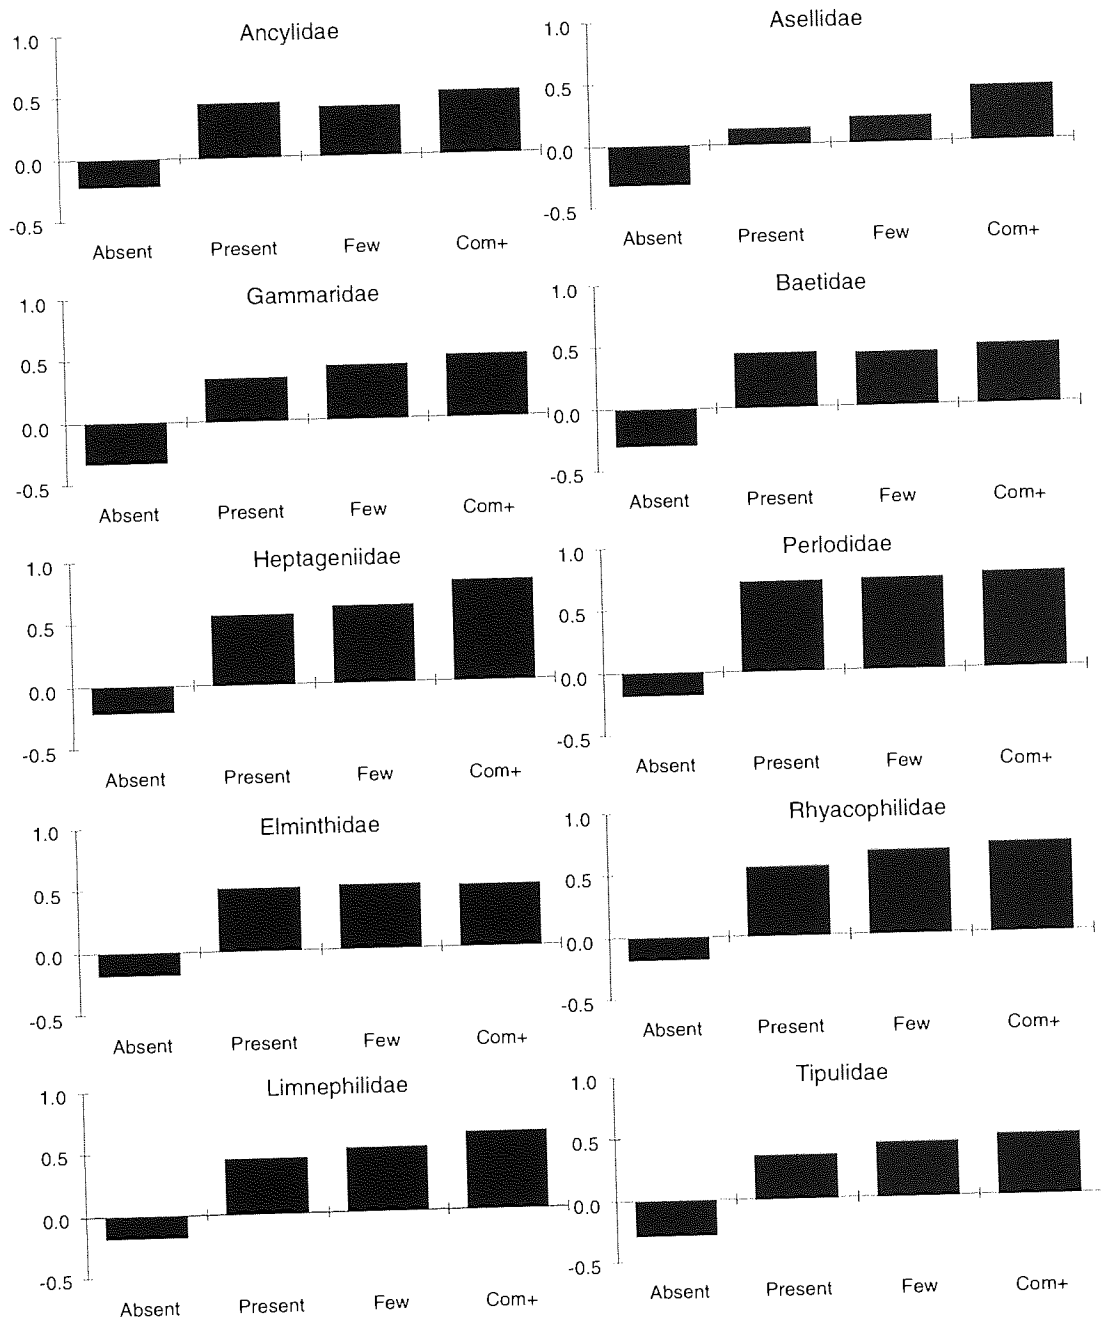 Ancylidae
1.0
0.5
0.0
-0.5
Absent Present Few Com+
Asellidae
1.0
0.5
0.0
-0.5
Absent Present Few Com+
Gammaridae
1.0
0.5
0.0
-0.5
Absent Present Few Com+
Baetidae
1.0
0.5
0.0
-0.5
Absent Present Few Com+
Heptageniidae
1.0
0.5
0.0
-0.5
Absent Present Few Com+
Perlodidae
1.0
0.5
0.0
-0.5
Absent Present Few Com+
Elminthidae
1.0
0.5
0.0
-0.5
Absent Present Few Com+
Rhyacophilidae
1.0
0.5
0.0
-0.5
Absent Present Few Com+
Limnephilidae
1.0
0.5
0.0
-0.5
Absent Present Few Com+
Tipulidae
1.0
0.5
0.0
-0.5
Absent Present Few Com+